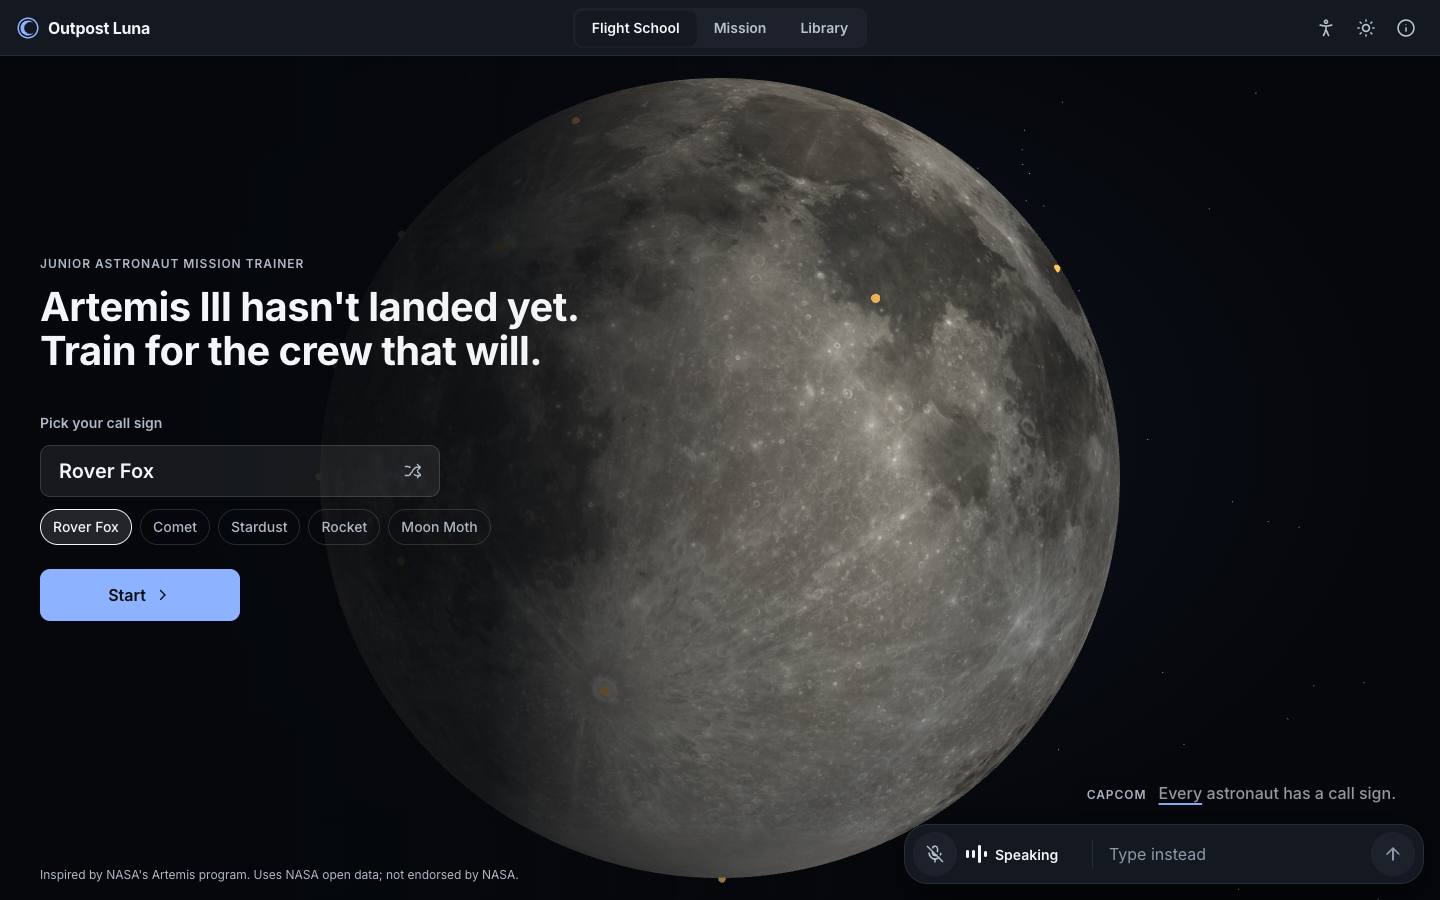 Outpost Luna
Flight School
Mission
Library
JUNIOR ASTRONAUT MISSION TRAINER
Artemis III hasn't landed yet.
Train for the crew that will.
Pick your call sign
Rover Fox
Rover Fox
Comet
Stardust
Rocket
Moon Moth
Start
CAPCOM Every astronaut has a call sign.
Speaking
Type instead
Inspired by NASA's Artemis program. Uses NASA open data; not endorsed by NASA.